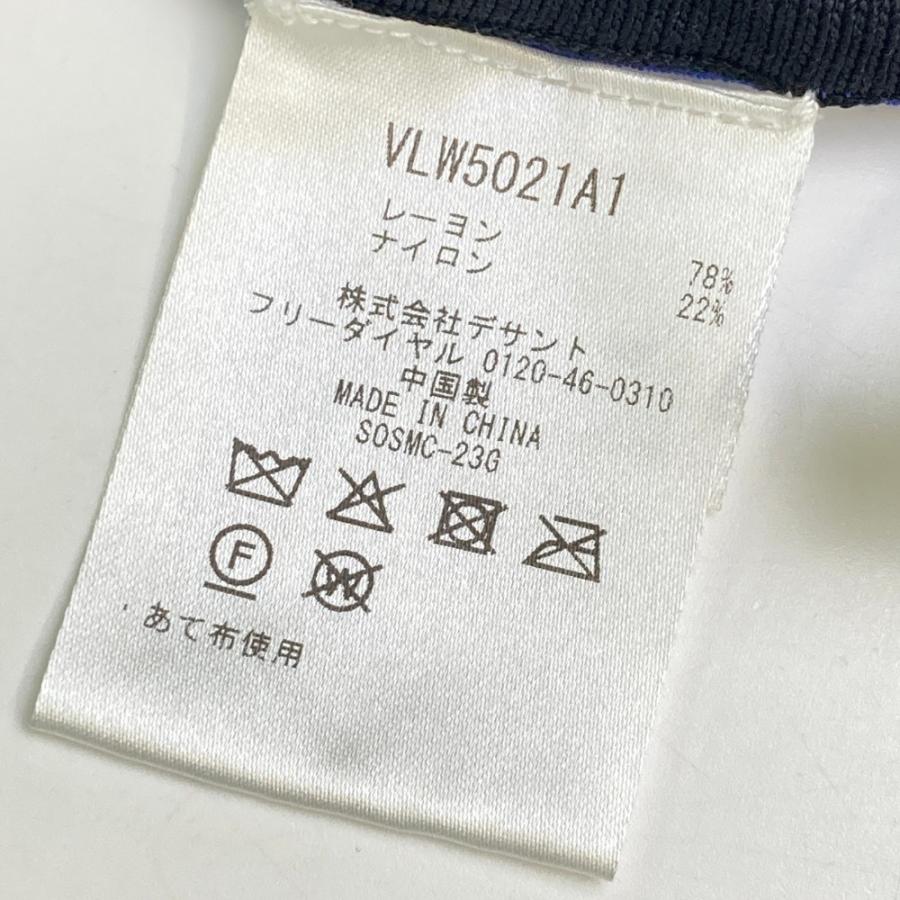 VLW5021A1
レーヨン 78%
ナイロン 22%
株式会社デサント
フリーダイヤル 0120-46-0310
中国製
MADE IN CHINA
SOSMC-23G
F
W
・あて布使用